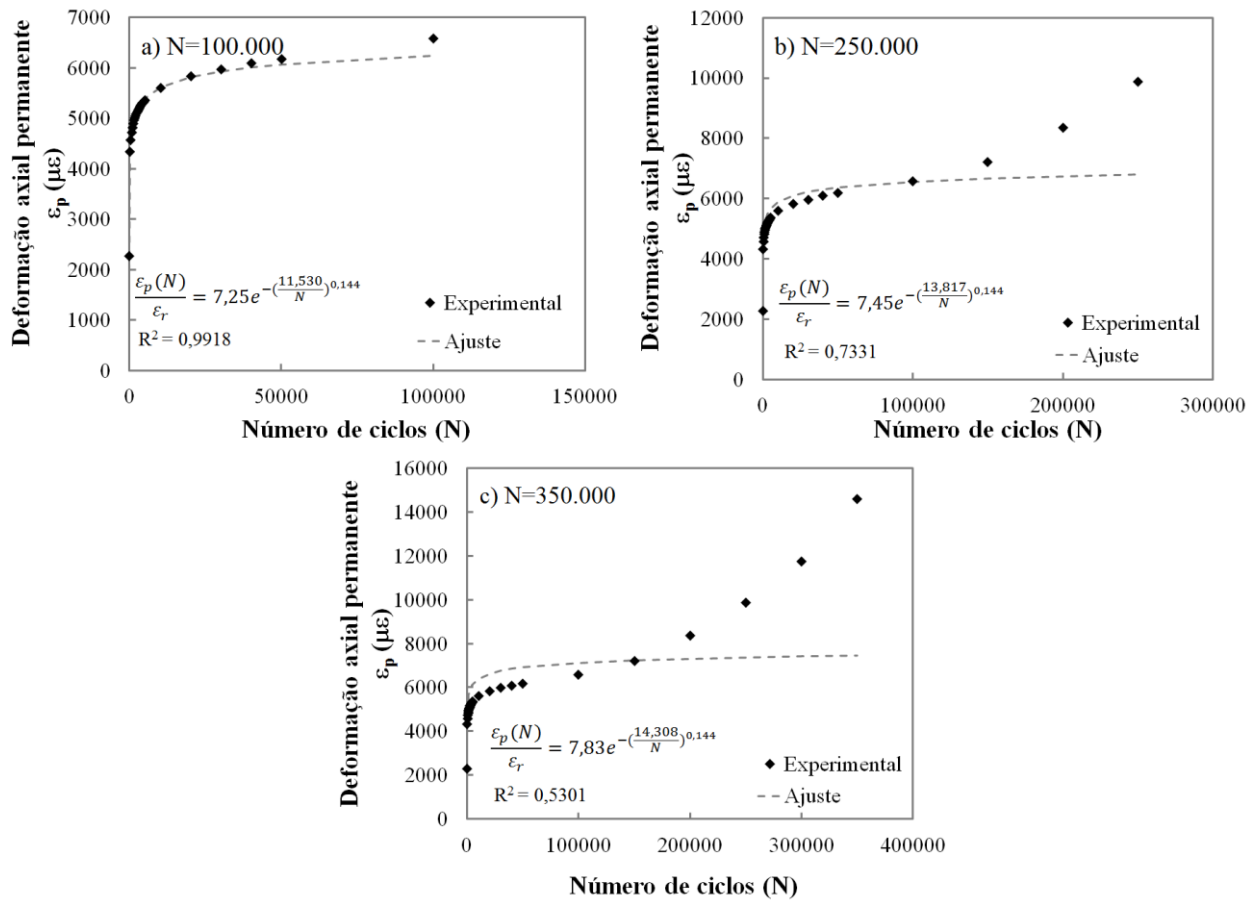 a) N=100.000
7000
6000
5000
4000
3000
2000
1000
0
0
50000
100000
150000
Deformação axial permanente
εp (με)
Número de ciclos (N)
εp(N)/εr = 7,25e^-(11,530/N)^0,144
R² = 0,9918
Experimental
Ajuste
b) N=250.000
12000
10000
8000
6000
4000
2000
0
0
100000
200000
300000
Deformação axial permanente
εp (με)
Número de ciclos (N)
εp(N)/εr = 7,45e^-(13,817/N)^0,144
R² = 0,7331
Experimental
Ajuste
c) N=350.000
16000
14000
12000
10000
8000
6000
4000
2000
0
0
100000
200000
300000
400000
Deformação axial permanente
εp (με)
Número de ciclos (N)
εp(N)/εr = 7,83e^-(14,308/N)^0,144
R² = 0,5301
Experimental
Ajuste